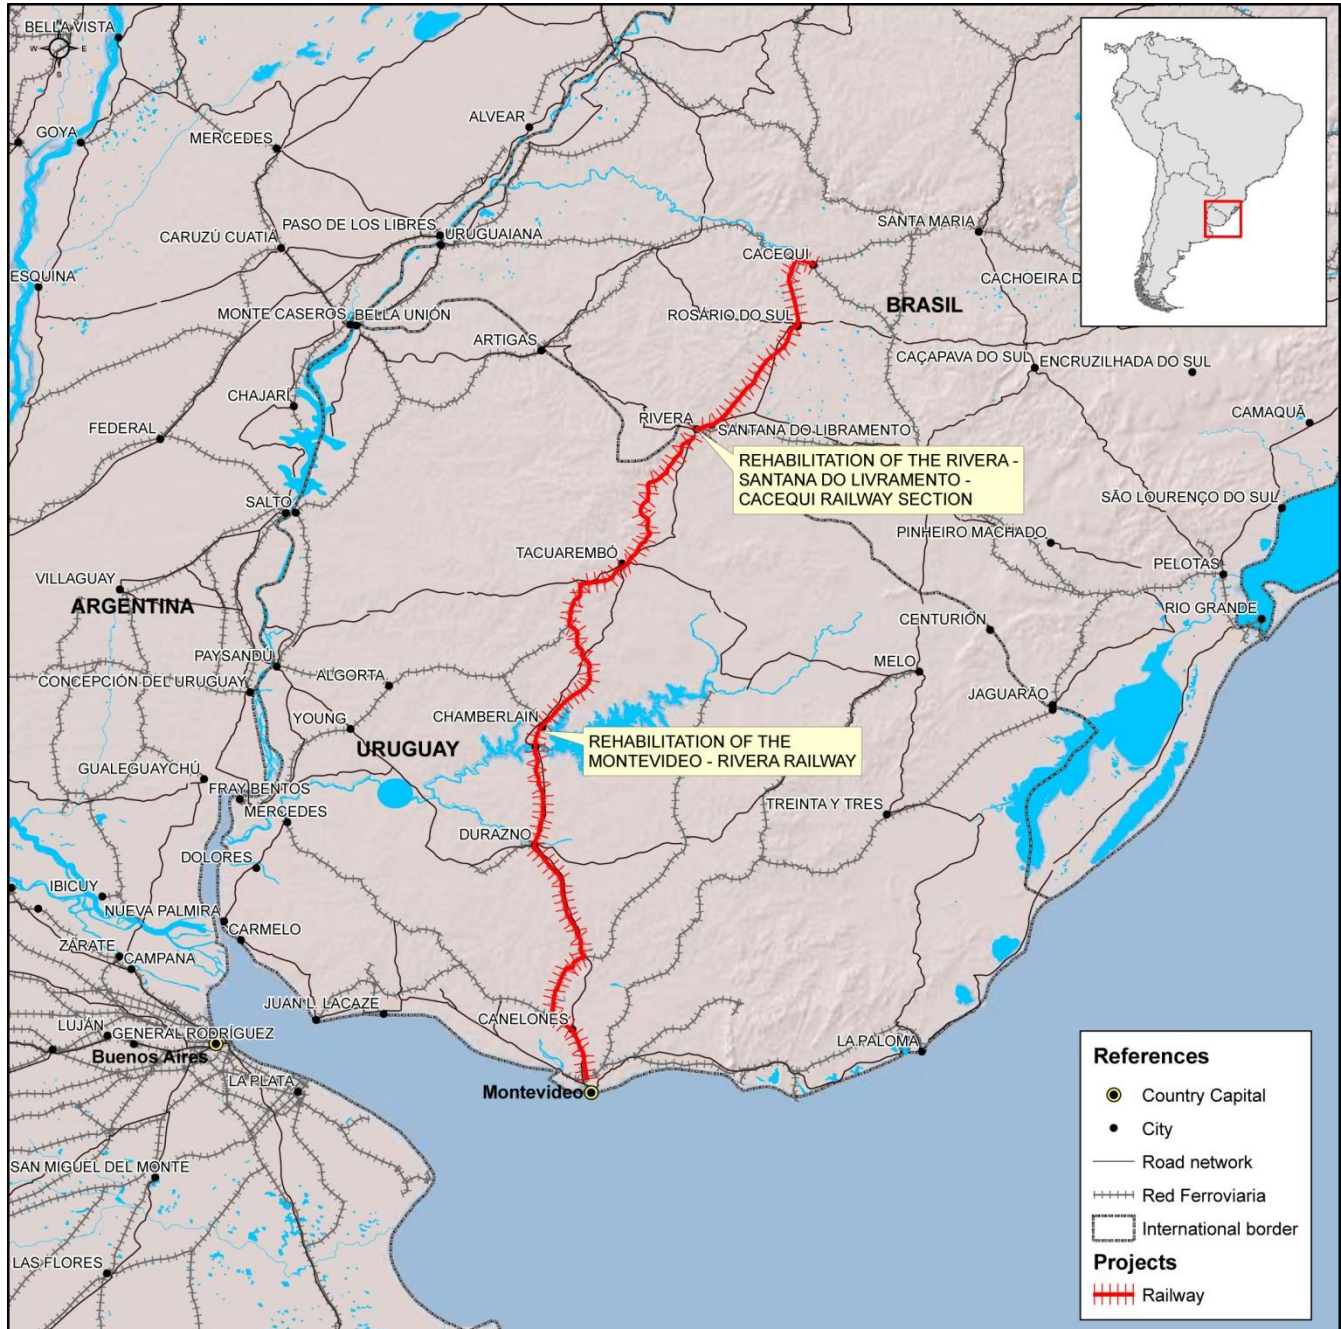 BELLA VISTA
N
W E
S
GOYA
MERCEDES
ALVEAR
PASO DE LOS LIBRES
URUGUAIANA
CARUZÚ CUATIÁ
SANTA MARIA
CACEQUI
ESQUINA
CACHOEIRA D
BRASIL
MONTE CASEROS
BELLA UNIÓN
ROSÁRIO DO SUL
ARTIGAS
CAÇAPAVA DO SUL
ENCRUZILHADA DO SUL
CHAJARÍ
CAMAQUÃ
FEDERAL
RIVERA
SANTANA DO LIBRAMENTO
REHABILITATION OF THE RIVERA -
SANTANA DO LIVRAMENTO -
CACEQUI RAILWAY SECTION
SALTO
SÃO LOURENÇO DO SUL
PINHEIRO MACHADO
TACUAREMBÓ
PELOTAS
VILLAGUAY
ARGENTINA
RIO GRANDE
CENTURIÓN
PAYSANDÚ
MELO
ALGORTA
CONCEPCIÓN DEL URUGUAY
JAGUARÃO
YOUNG
CHAMBERLAIN
URUGUAY
REHABILITATION OF THE
MONTEVIDEO - RIVERA RAILWAY
GUALEGUAYCHÚ
FRAY BENTOS
MERCEDES
TREINTA Y TRES
DURAZNO
DOLORES
IBICUY
NUEVA PALMIRA
CARMELO
ZÁRATE
CAMPANA
JUAN L. LACAZE
CANELONES
LUJÁN
GENERAL RODRÍGUEZ
Buenos Aires
LA PALOMA
LA PLATA
Montevideo
SAN MIGUEL DEL MONTE
LAS FLORES
References
Country Capital
City
Road network
Red Ferroviaria
International border
Projects
Railway